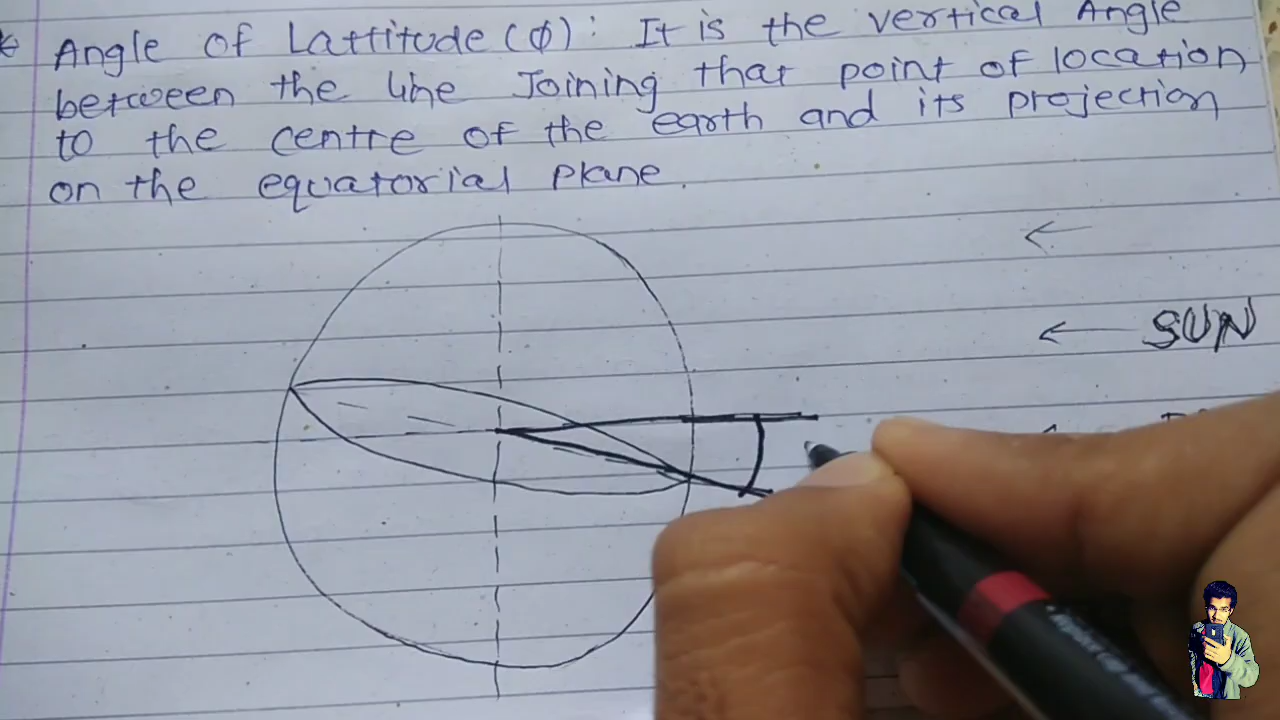 Angle of Lattitude (φ): It is the vertical Angle
between the line Joining that point of location
to the centre of the earth and its projection
on the equatorial plane.
SUN